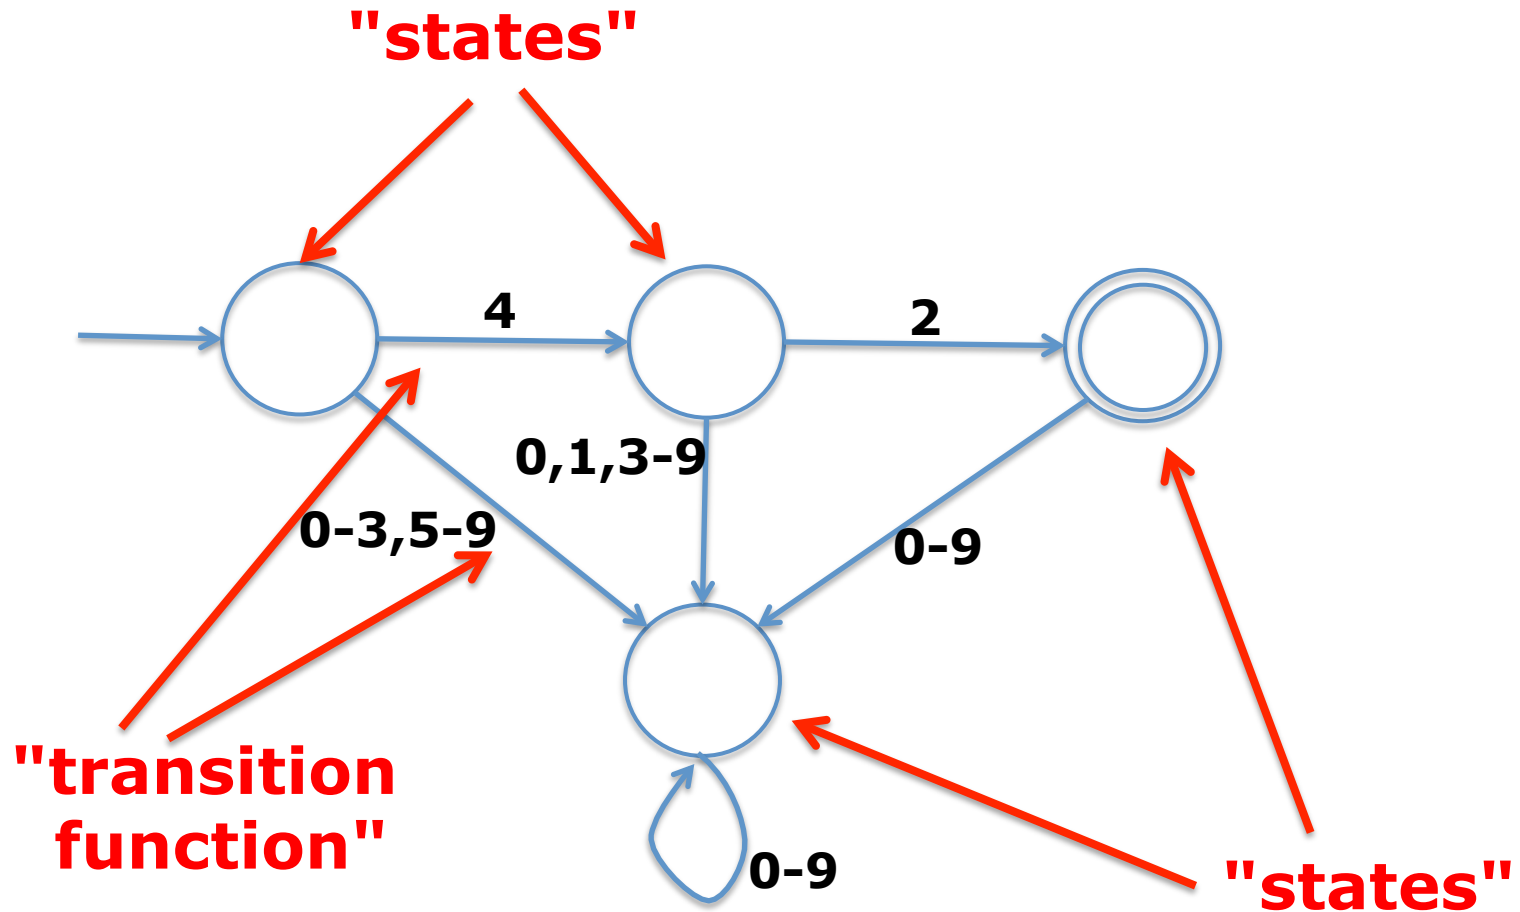 "states"
4
2
0,1,3-9
0-3,5-9
0-9
"transition
function"
0-9
"states"